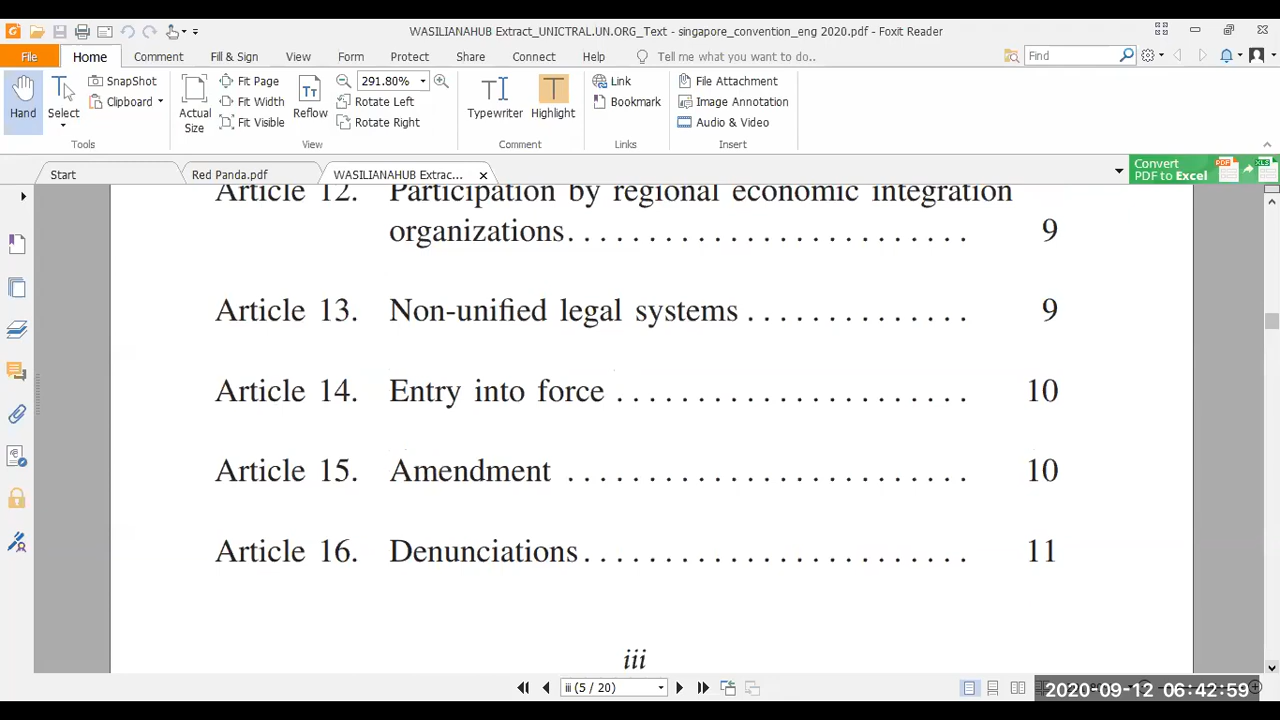 WASILIANAHUB Extract_UNICTRAL.UN.ORG_Text - singapore_convention_eng 2020.pdf - Foxit Reader
File Home Comment Fill & Sign View Form Protect Share Connect Help Tell me what you want to do.. Find
Hand
Select
SnapShot
Clipboard
Tools
Actual Size
Fit Page
Fit Width
Fit Visible
Reflow
291.80%
Rotate Left
Rotate Right
View
Typewriter
Highlight
Comment
Link
Bookmark
Links
File Attachment
Image Annotation
Audio & Video
Insert
Start Red Panda.pdf WASILIANAHUB Extrac...
Convert
PDF to Excel
PDF XLS
Article 12. Participation by regional economic integration
organizations. . . . . . . . . . . . . . . . . . . . . . . . . 9
Article 13. Non-unified legal systems . . . . . . . . . . . . . . 9
Article 14. Entry into force . . . . . . . . . . . . . . . . . . . . . . 10
Article 15. Amendment . . . . . . . . . . . . . . . . . . . . . . . . . 10
Article 16. Denunciations. . . . . . . . . . . . . . . . . . . . . . . . 11
iii
iii (5 / 20)
2020-09-12 06:42:59